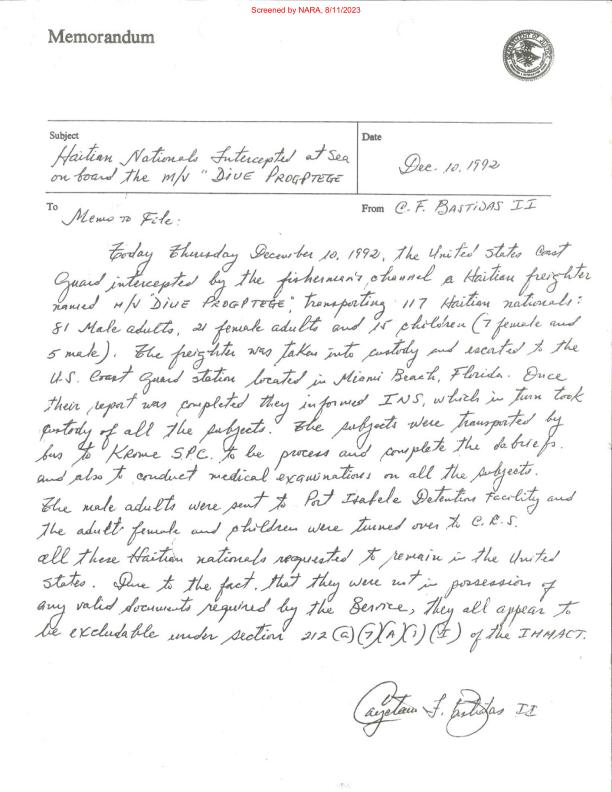 Screened by NARA, 8/11/2023
Memorandum
Subject
Haitian Nationals Intercepted at Sea
on board the M/V "DIUE PROGPTEGE
Date
Dec. 10, 1992
To
Memo to File:
From C. F. BASTIDAS II
Today Thursday December 10, 1992, the United States Coast
Guard intercepted by the fisherman's channel a Haitian freighter
named M/V "DIUE PROGPTEGE", transporting 117 Haitian nationals:
81 Male adults, 21 female adults and 15 children (7 female and
5 male). The freighter was taken into custody and escorted to the
U.S. Coast Guard Station located in Miami Beach, Florida. Once
their report was completed they informed INS, which in turn took
custody of all the subjects. The subjects were transported by
bus to Krome SPC. to be process and complete the debriefs.
and also to conduct medical examinations on all the subjects.
The male adults were sent to Port Isabele Detention Facility and
the adult female and children were turned over to C.R.S.
all these Haitian nationals requested to remain in the United
States. Due to the fact, that they were not in possession of
any valid documents required by the Service, they all appear to
be excludable under section 212(a)(7)(A)(i)(I) of the IMMACT.
Cayetano F. Bastidas II